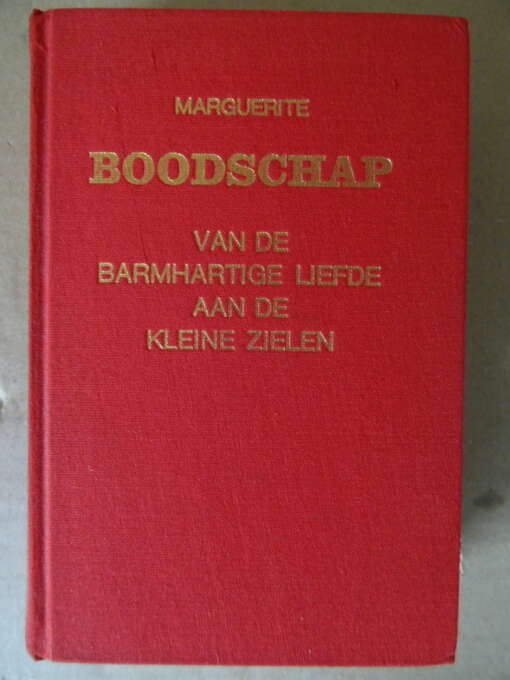 MARGUERITE
BOODSCHAP
VAN DE
BARMHARTIGE LIEFDE
AAN DE
KLEINE ZIELEN